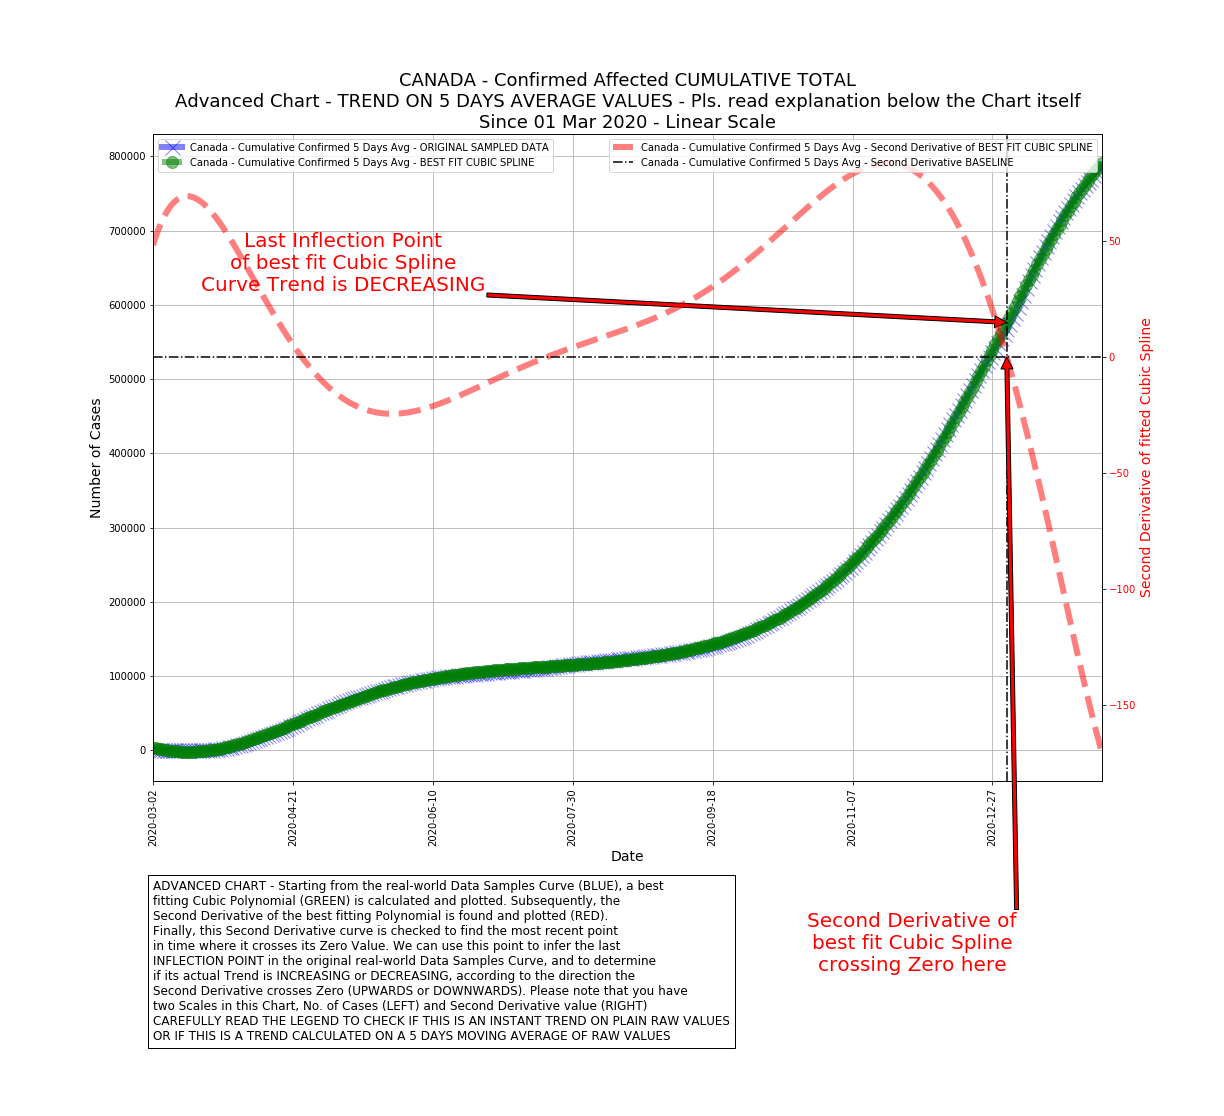 CANADA - Confirmed Affected CUMULATIVE TOTAL
Advanced Chart - TREND ON 5 DAYS AVERAGE VALUES - Pls. read explanation below the Chart itself
Since 01 Mar 2020 - Linear Scale
Canada - Cumulative Confirmed 5 Days Avg - ORIGINAL SAMPLED DATA
Canada - Cumulative Confirmed 5 Days Avg - BEST FIT CUBIC SPLINE
Canada - Cumulative Confirmed 5 Days Avg - Second Derivative of BEST FIT CUBIC SPLINE
Canada - Cumulative Confirmed 5 Days Avg - Second Derivative BASELINE
800000
700000
600000
500000
400000
300000
200000
100000
0
Number of Cases
Last Inflection Point
of best fit Cubic Spline
Curve Trend is DECREASING
50
0
−50
−100
−150
Second Derivative of fitted Cubic Spline
2020-03-02
2020-04-21
2020-06-10
2020-07-30
2020-09-18
2020-11-07
2020-12-27
Date
ADVANCED CHART - Starting from the real-world Data Samples Curve (BLUE), a best
fitting Cubic Polynomial (GREEN) is calculated and plotted. Subsequently, the
Second Derivative of the best fitting Polynomial is found and plotted (RED).
Finally, this Second Derivative curve is checked to find the most recent point
in time where it crosses its Zero Value. We can use this point to infer the last
INFLECTION POINT in the original real-world Data Samples Curve, and to determine
if its actual Trend is INCREASING or DECREASING, according to the direction the
Second Derivative crosses Zero (UPWARDS or DOWNWARDS). Please note that you have
two Scales in this Chart, No. of Cases (LEFT) and Second Derivative value (RIGHT)
CAREFULLY READ THE LEGEND TO CHECK IF THIS IS AN INSTANT TREND ON PLAIN RAW VALUES
OR IF THIS IS A TREND CALCULATED ON A 5 DAYS MOVING AVERAGE OF RAW VALUES
Second Derivative of
best fit Cubic Spline
crossing Zero here